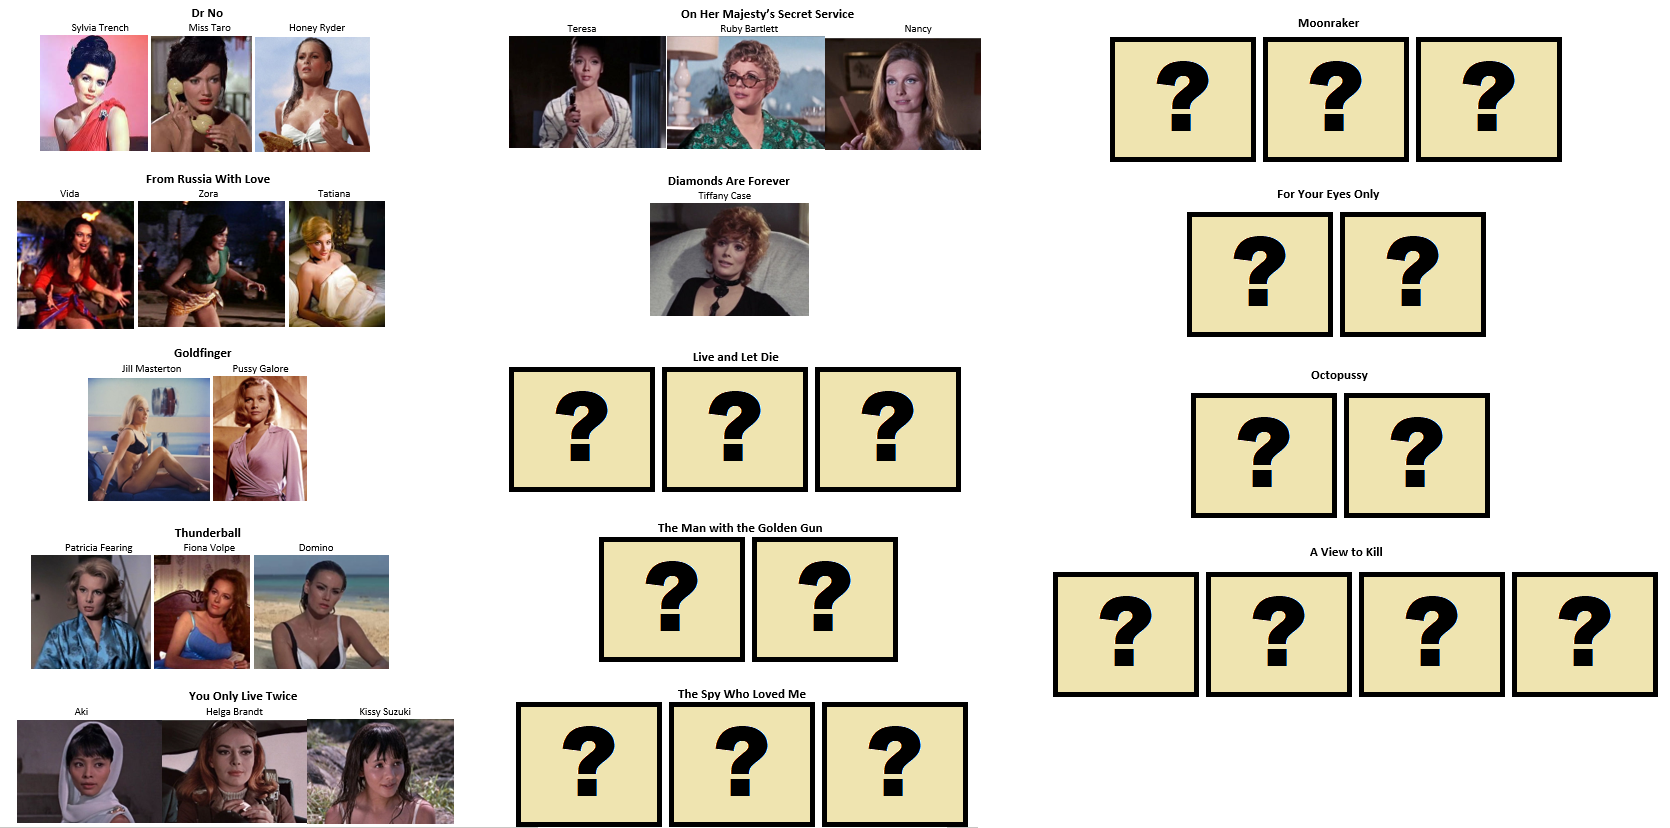 Dr No
Sylvia Trench Miss Taro Honey Ryder
From Russia With Love
Vida Zora Tatiana
Goldfinger
Jill Masterton Pussy Galore
Thunderball
Patricia Fearing Fiona Volpe Domino
You Only Live Twice
Aki Helga Brandt Kissy Suzuki
On Her Majesty's Secret Service
Teresa Ruby Bartlett Nancy
Diamonds Are Forever
Tiffany Case
Live and Let Die
? ? ?
The Man with the Golden Gun
? ?
The Spy Who Loved Me
? ? ?
Moonraker
? ? ?
For Your Eyes Only
? ?
Octopussy
? ?
A View to Kill
? ? ? ?